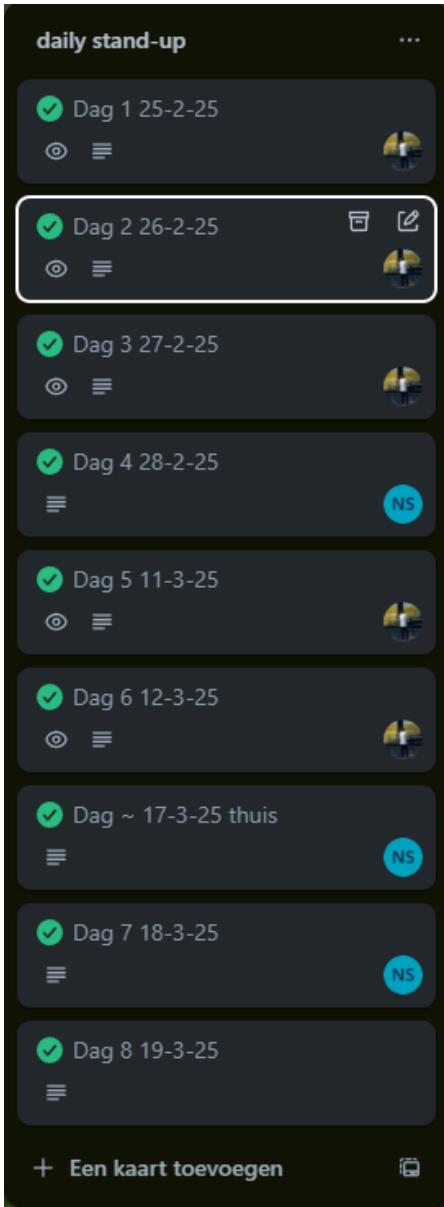 daily stand-up
Dag 1 25-2-25
Dag 2 26-2-25
Dag 3 27-2-25
Dag 4 28-2-25
NS
Dag 5 11-3-25
Dag 6 12-3-25
Dag ~ 17-3-25 thuis
NS
Dag 7 18-3-25
NS
Dag 8 19-3-25
Een kaart toevoegen